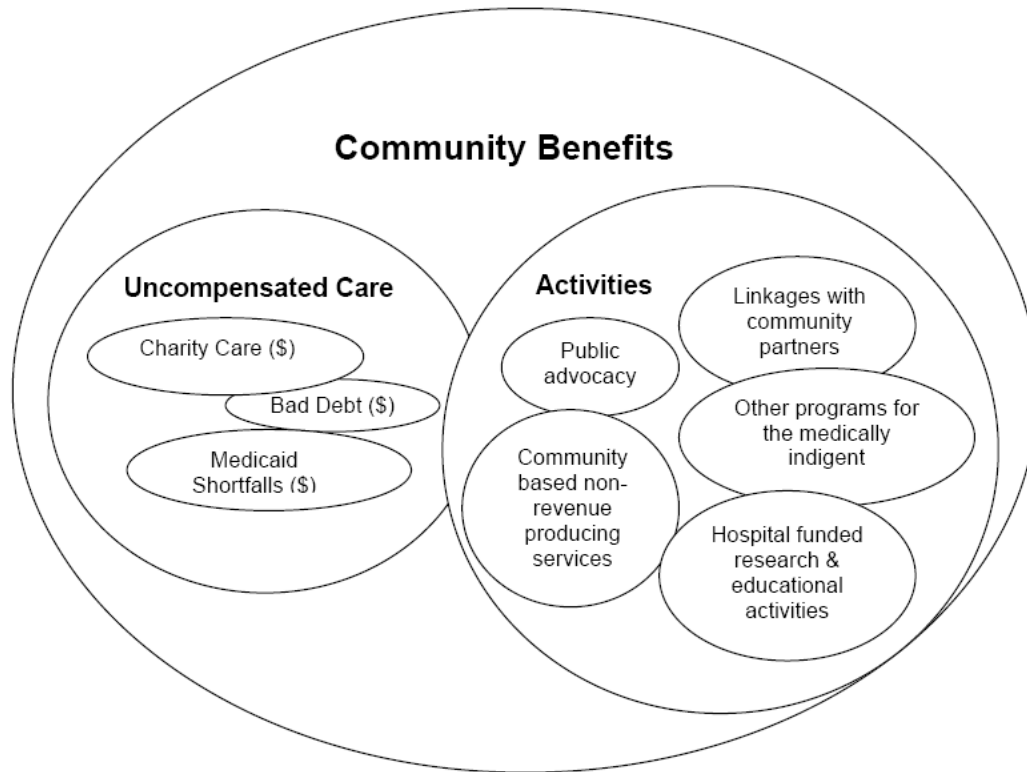 Community Benefits
Uncompensated Care
Charity Care ($)
Bad Debt ($)
Medicaid
Shortfalls ($)
Activities
Public
advocacy
Linkages with
community
partners
Other programs for
the medically
indigent
Community
based non-
revenue
producing
services
Hospital funded
research &
educational
activities